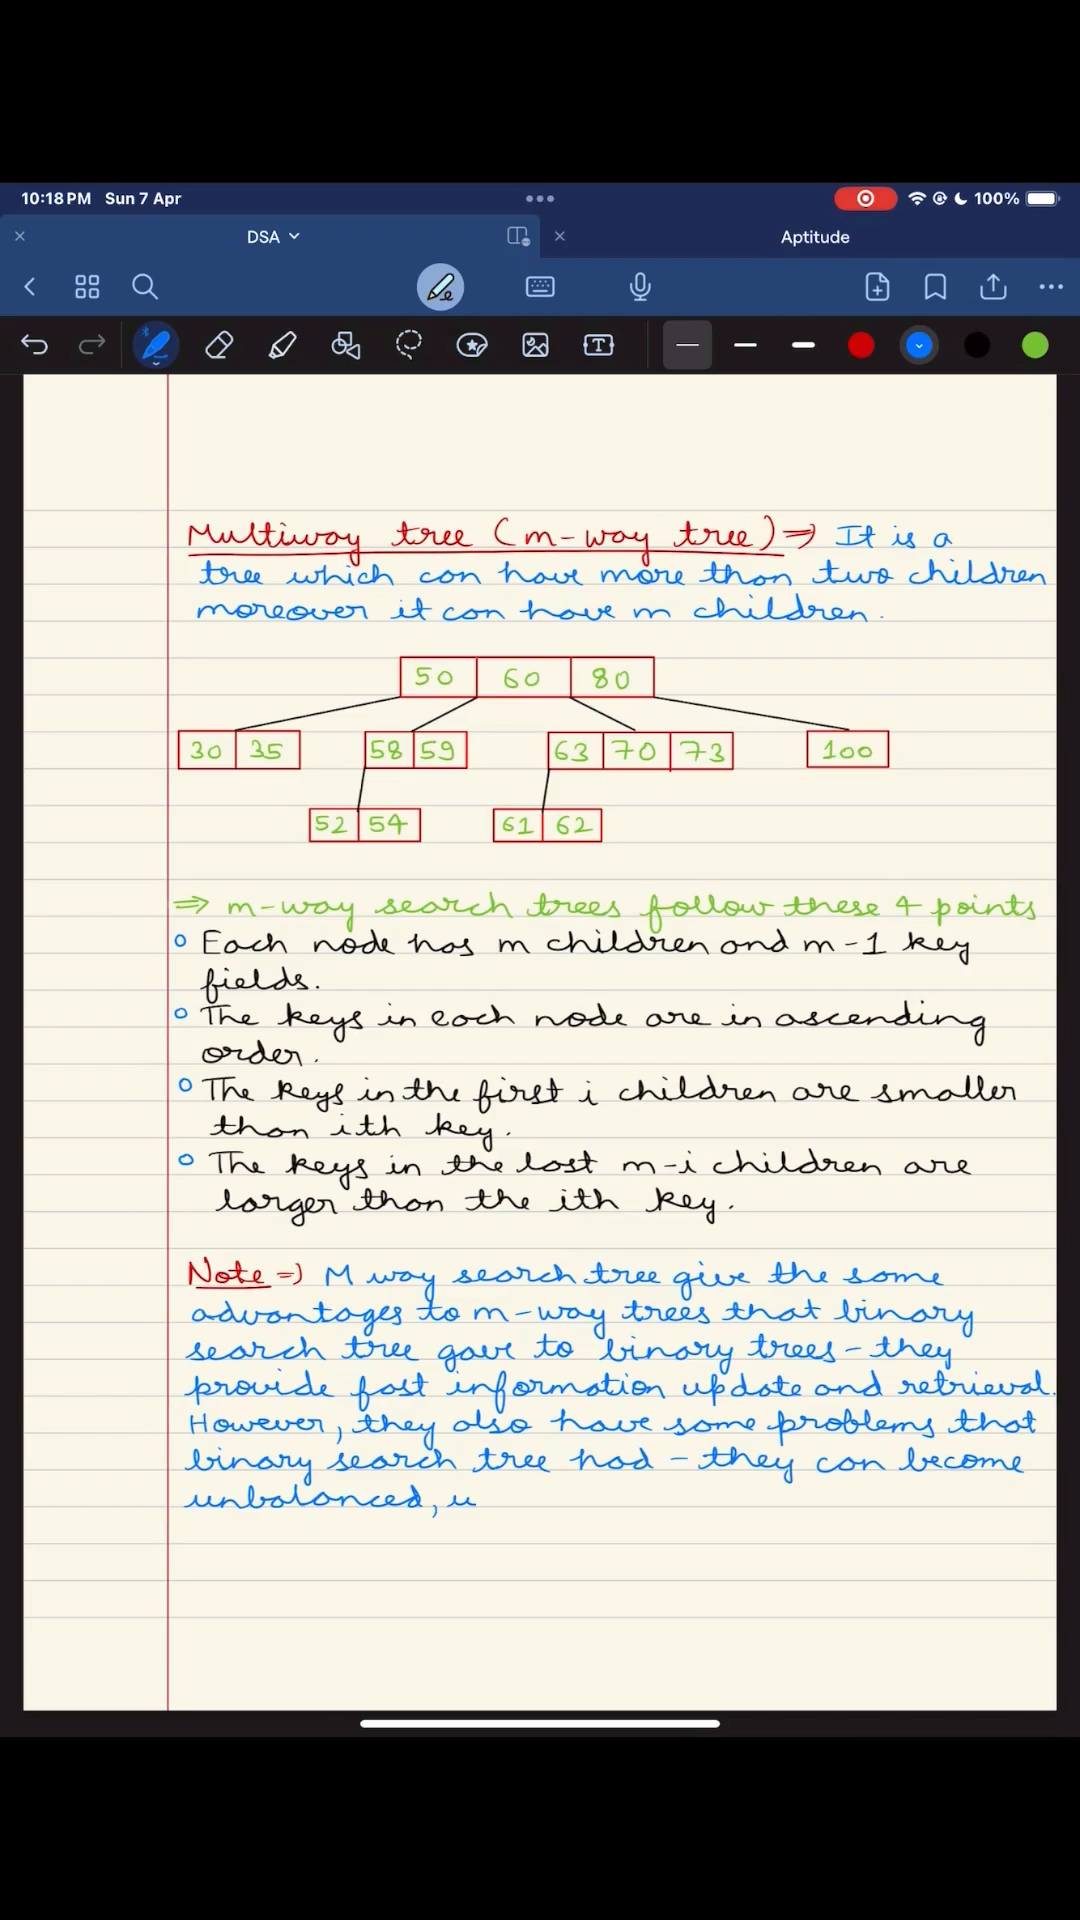 10:18 PM Sun 7 Apr
100%
DSA
Aptitude
Multiway tree (m-way tree) ⇒ It is a
tree which can have more than two children
moreover it can have m children.
50 60 80
30 35 58 59 63 70 73 100
52 54 61 62
⇒ m-way search trees follow these 4 points
Each node has m children and m-1 key
fields.
The keys in each node are in ascending
order.
The keys in the first i children are smaller
than ith key.
The keys in the last m-i children are
larger than the ith key.
Note ⇒ M way search tree give the same
advantages to m-way trees that binary
search tree gave to binary trees - they
provide fast information update and retrieval.
However, they also have same problems that
binary search tree had - they can become
unbalanced, u